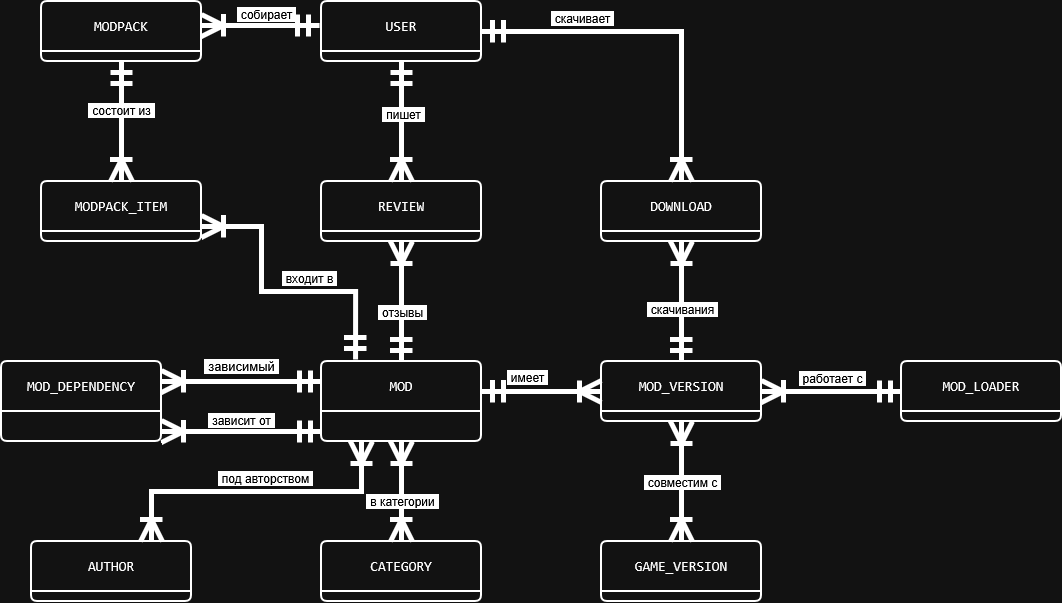 MODPACK
собирает
USER
скачивает
состоит из
пишет
MODPACK_ITEM
REVIEW
DOWNLOAD
входит в
отзывы
скачивания
MOD_DEPENDENCY
зависимый
зависит от
MOD
имеет
MOD_VERSION
работает с
MOD_LOADER
под авторством
в категории
совместим с
AUTHOR
CATEGORY
GAME_VERSION